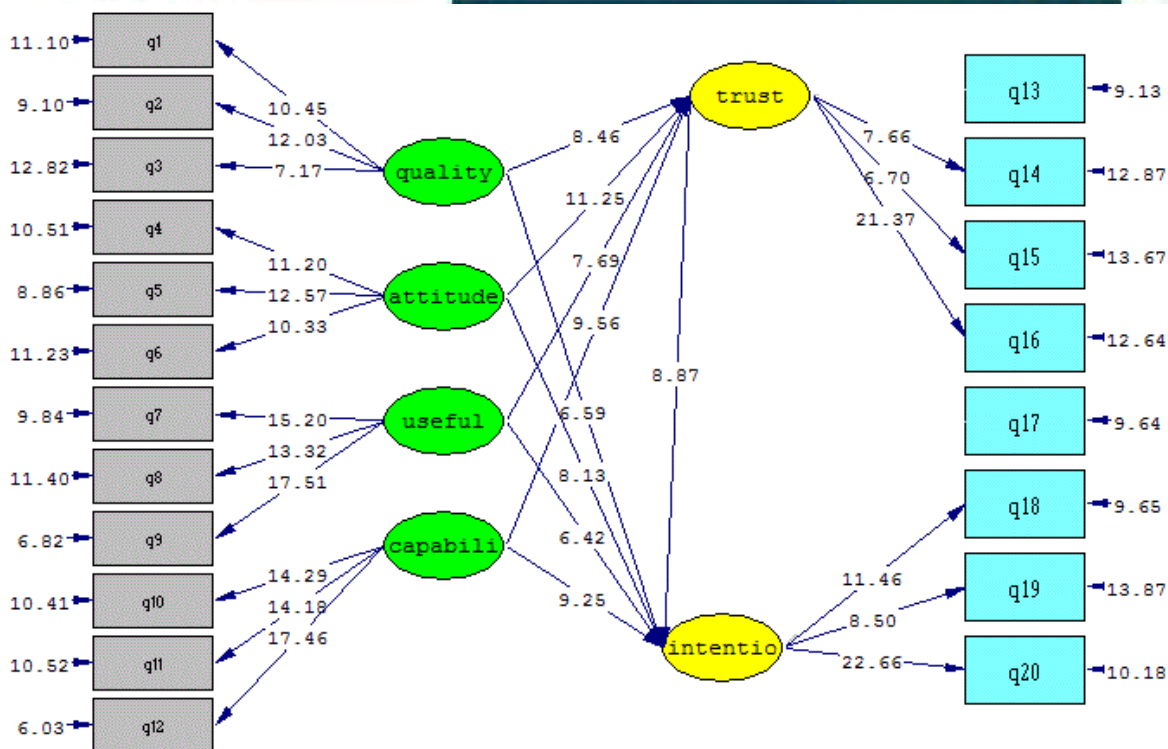 11.10 q1
9.10 q2
12.82 q3
10.51 q4
8.86 q5
11.23 q6
9.84 q7
11.40 q8
6.82 q9
10.41 q10
10.52 q11
6.03 q12
10.45
12.03
7.17
11.20
12.57
10.33
15.20
13.32
17.51
14.29
14.18
17.46
quality
attitude
useful
capabili
8.46
11.25
7.69
9.56
8.87
6.59
8.13
6.42
9.25
trust
intentio
7.66
6.70
21.37
11.46
8.50
22.66
q13 9.13
q14 12.87
q15 13.67
q16 12.64
q17 9.64
q18 9.65
q19 13.87
q20 10.18